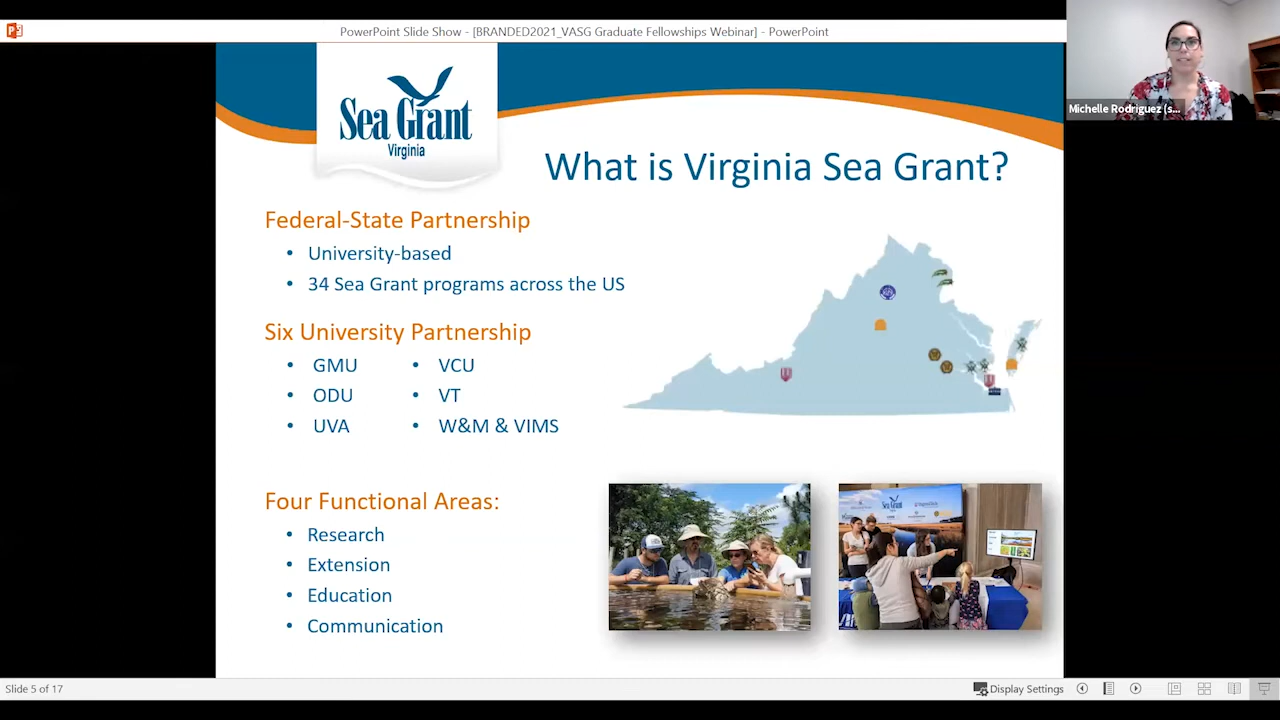 PowerPoint Slide Show - [BRANDED2021_VASG Graduate Fellowships Webinar] - PowerPoint
Michelle Rodriguez (s...
Sea Grant
Virginia
What is Virginia Sea Grant?
Federal-State Partnership
• University-based
• 34 Sea Grant programs across the US
Six University Partnership
• GMU • VCU
• ODU • VT
• UVA • W&M & VIMS
Four Functional Areas:
• Research
• Extension
• Education
• Communication
Sea Grant
Slide 5 of 17
Display Settings